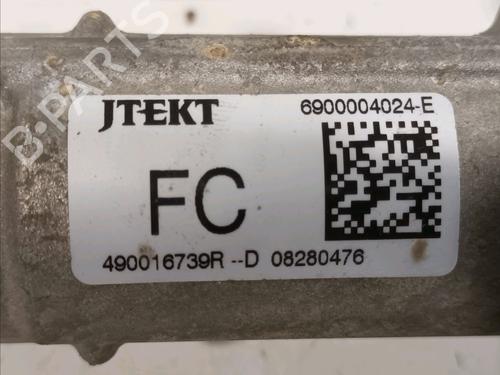 B-PARTS
JTEKT 6900004024-E
FC
490016739R --D 08280476